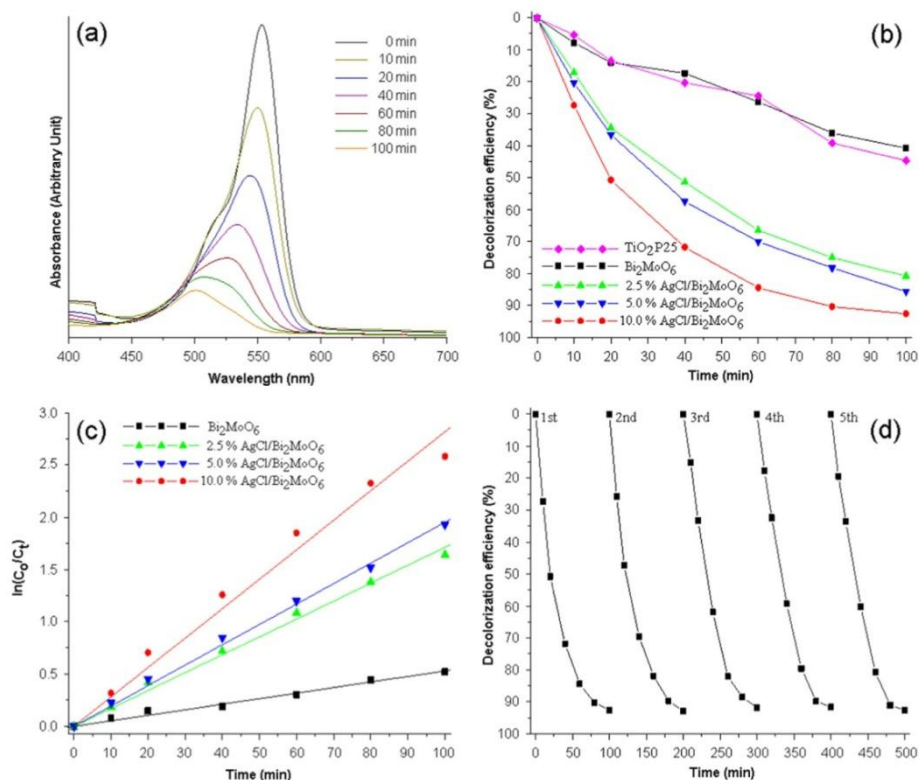 (a)
0 min
10 min
20 min
40 min
60 min
80 min
100 min
Absorbance (Arbitrary Unit)
400 450 500 550 600 650 700
Wavelength (nm)
(b)
0
10
20
30
40
50
60
70
80
90
100
Decolorization efficiency (%)
TiO₂P25
Bi₂MoO₆
2.5% AgCl/Bi₂MoO₆
5.0% AgCl/Bi₂MoO₆
10.0 % AgCl/Bi₂MoO₆
0 10 20 30 40 50 60 70 80 90 100
Time (min)
(c)
3.0
2.5
2.0
1.5
1.0
0.5
0.0
ln(C₀/Cₜ)
Bi₂MoO₆
2.5 % AgCl/Bi₂MoO₆
5.0 % AgCl/Bi₂MoO₆
10.0 % AgCl/Bi₂MoO₆
0 10 20 30 40 50 60 70 80 90 100
Time (min)
(d)
0
10
20
30
40
50
60
70
80
90
100
Decolorization efficiency (%)
1st 2nd 3rd 4th 5th
0 50 100 150 200 250 300 350 400 450 500
Time (min)